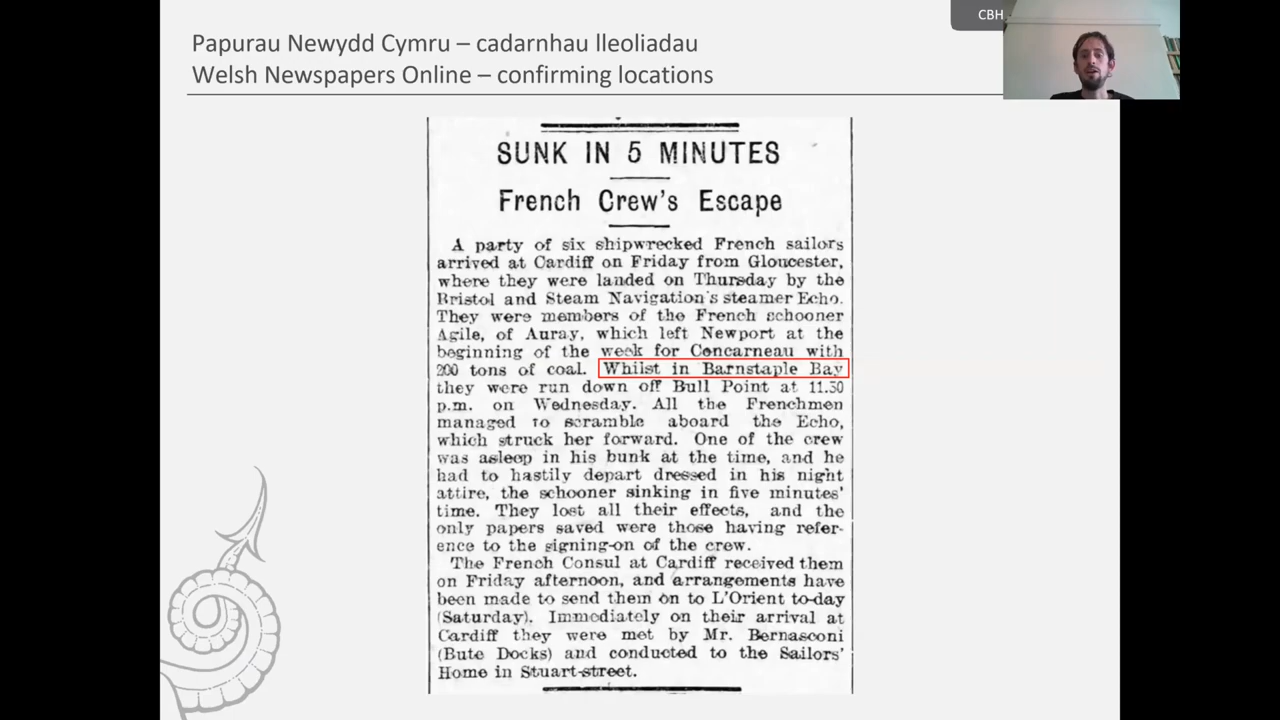 Papurau Newydd Cymru – cadarnhau lleoliadau
Welsh Newspapers Online – confirming locations
CBH
SUNK IN 5 MINUTES
French Crew's Escape
A party of six shipwrecked French sailors
arrived at Cardiff on Friday from Gloucester,
where they were landed on Thursday by the
Bristol and Steam Navigation's steamer Echo.
They were members of the French schooner
Agile, of Auray, which left Newport at the
beginning of the week for Concarneau with
200 tons of coal. Whilst in Barnstaple Bay
they were run down off Bull Point at 11.30
p.m. on Wednesday. All the Frenchmen
managed to scramble aboard the Echo,
which struck her forward. One of the crew
was asleep in his bunk at the time, and he
had to hastily depart dressed in his night
attire, the schooner sinking in five minutes'
time. They lost all their effects, and the
only papers saved were those having refer-
ence to the signing-on of the crew.
The French Consul at Cardiff received them
on Friday afternoon, and arrangements have
been made to send them on to L'Orient to-day
(Saturday). Immediately on their arrival at
Cardiff they were met by Mr. Bernasconi
(Bute Docks) and conducted to the Sailors'
Home in Stuart-street.